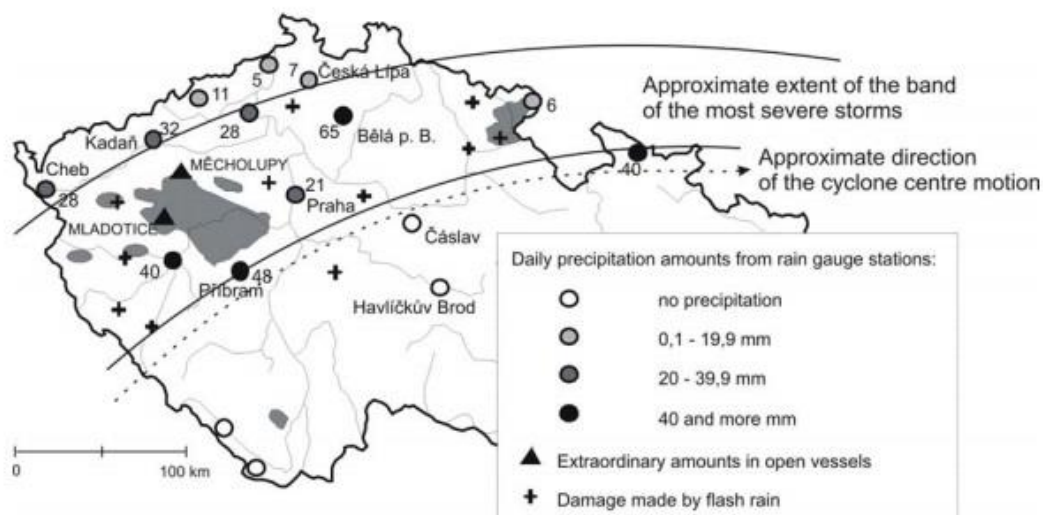 5
7
Česká Lípa
11
Approximate extent of the band
of the most severe storms
6
32
28
65
Bělá p. B.
Kadaň
Cheb
MĚCHOLUPY
40
Approximate direction
of the cyclone centre motion
28
21
Praha
MLADOTICE
Čáslav
40
48
Příbram
Havlíčkův Brod
Daily precipitation amounts from rain gauge stations:
no precipitation
0,1 - 19,9 mm
20 - 39,9 mm
40 and more mm
0
100 km
Extraordinary amounts in open vessels
Damage made by flash rain